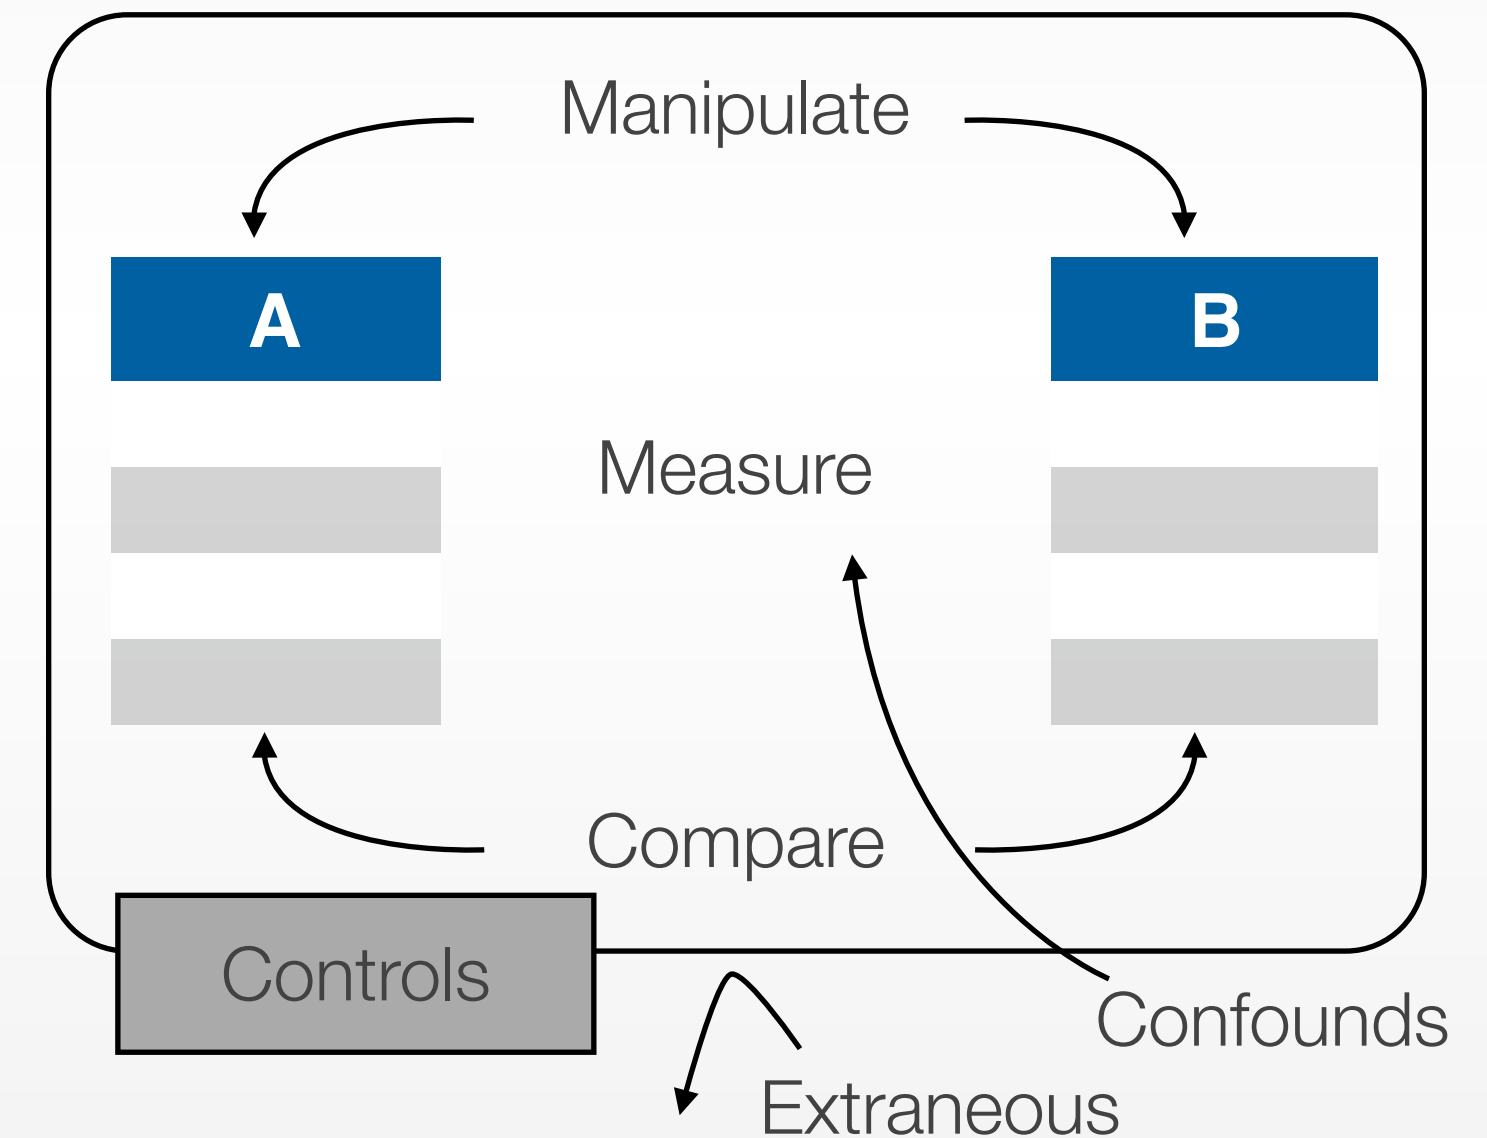 Manipulate
A
B
Measure
Compare
Controls
Confounds
Extraneous